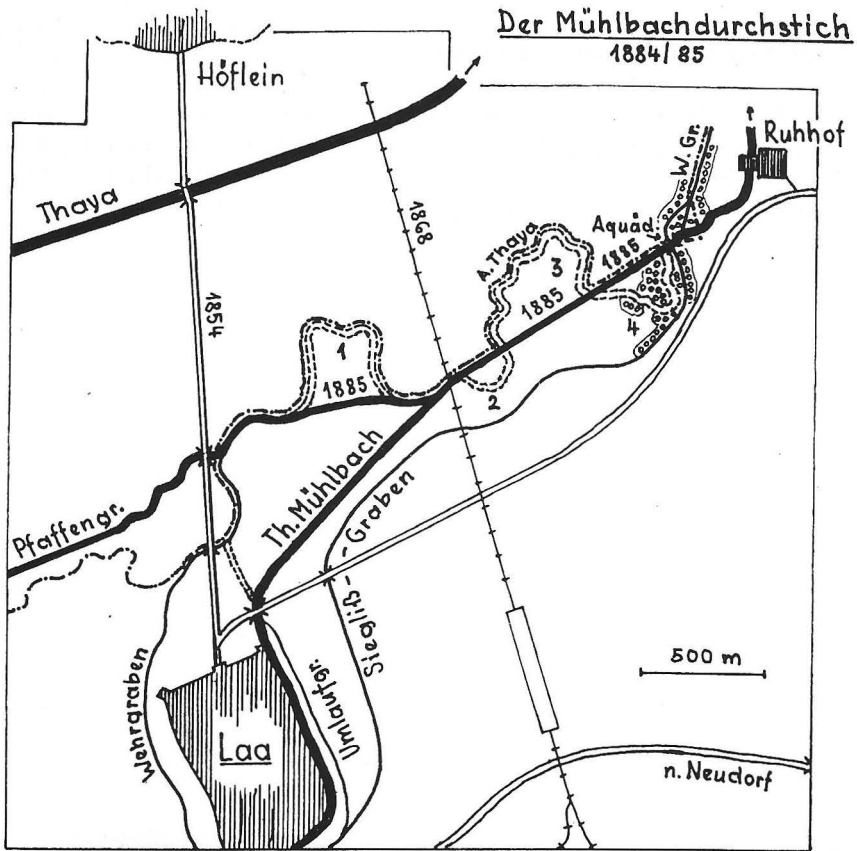 Der Mühlbachdurchstich
1884/85
Höflein
Ruhhof
W. Gr.
Thaya
1868
A. Thaya
Aquäd.
1885
3
1885
1854
4
1
1885
2
Th. Mühlbach
Pfaffengr.
Siegliß-Graben
500 m
Wehrgraben
Umlaufgr.
Laa
n. Neudorf